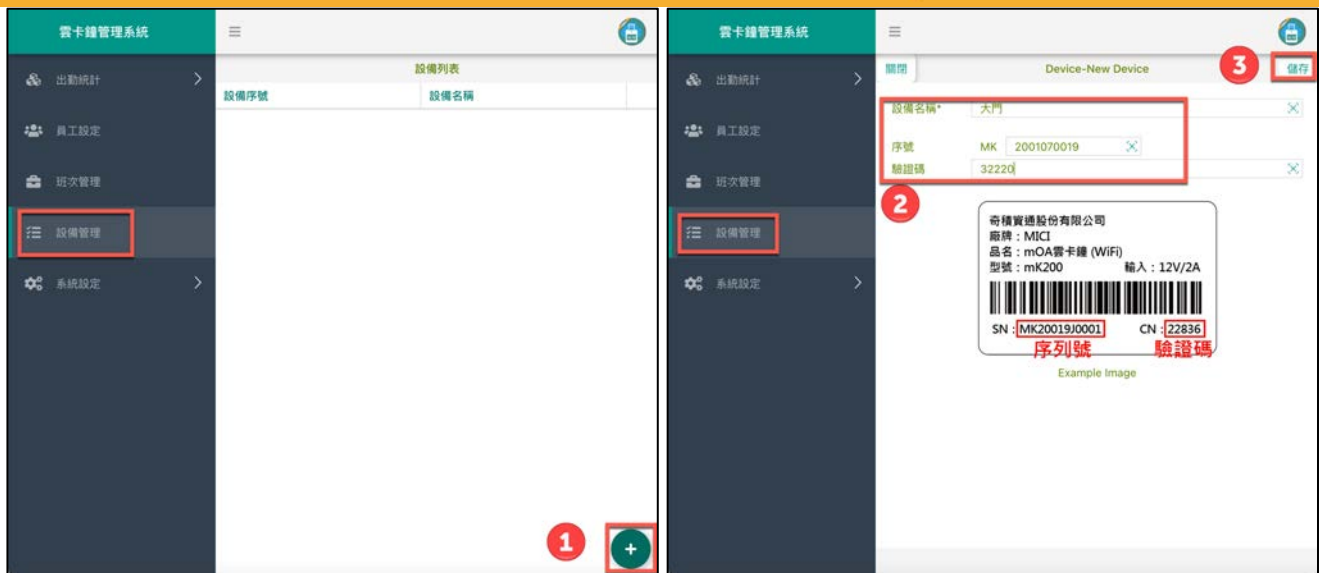 雲卡鐘管理系統
出勤統計
員工設定
班次管理
設備管理
系統設定
設備列表
設備序號 設備名稱
1
+
雲卡鐘管理系統
出勤統計
員工設定
班次管理
設備管理
系統設定
關閉 Device-New Device 3 儲存
設備名稱* 大門
序號 MK 2001070019
驗證碼 32220
2
奇積資通股份有限公司
廠牌：MICI
品名：mOA雲卡鐘 (WiFi)
型號：mK200 輸入：12V/2A
SN：MK20019J0001 CN：22836
序列號 驗證碼
Example Image